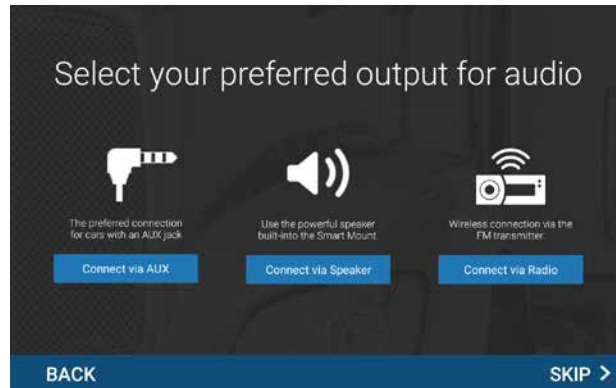 Select your preferred output for audio
The preferred connection
for cars with an AUX jack
Connect via AUX
Use the powerful speaker
built-into the Smart Mount.
Connect via Speaker
Wireless connection via the
FM transmitter.
Connect via Radio
BACK
SKIP >